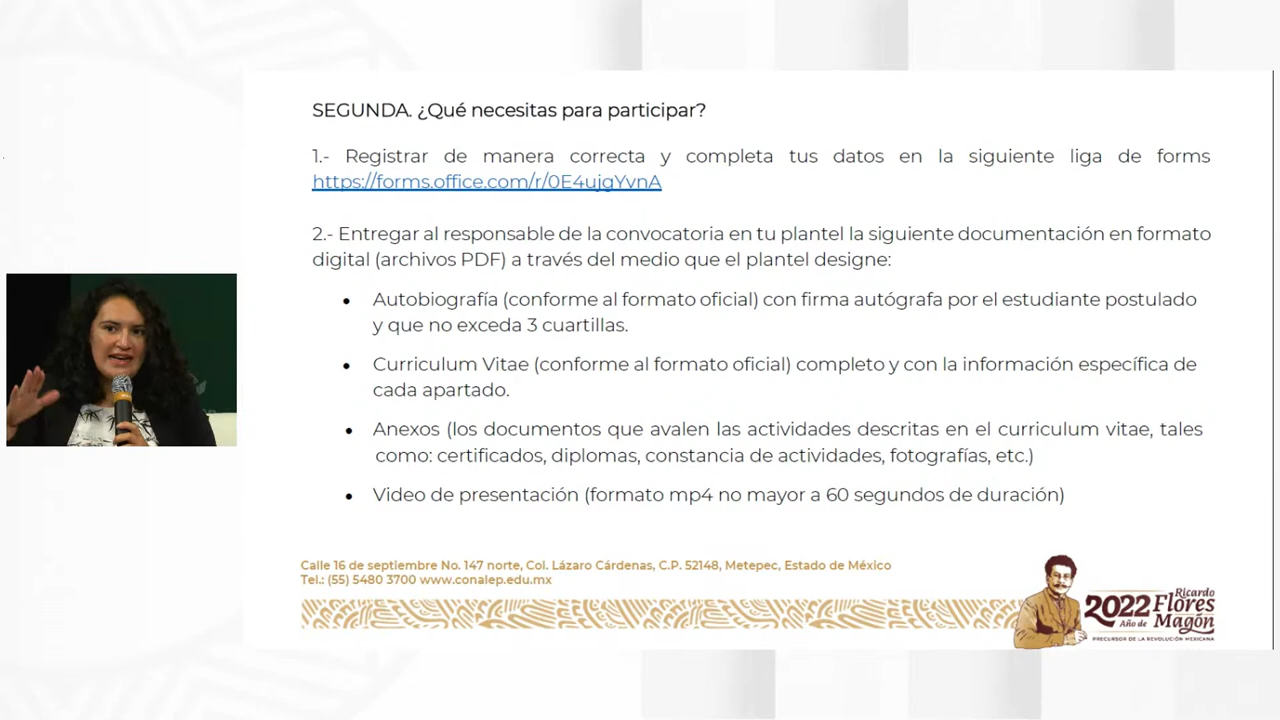 SEGUNDA. ¿Qué necesitas para participar?
1.- Registrar de manera correcta y completa tus datos en la siguiente liga de forms
https://forms.office.com/r/0E4ujgYvnA
2.- Entregar al responsable de la convocatoria en tu plantel la siguiente documentación en formato
digital (archivos PDF) a través del medio que el plantel designe:
• Autobiografía (conforme al formato oficial) con firma autógrafa por el estudiante postulado
y que no exceda 3 cuartillas.
• Curriculum Vitae (conforme al formato oficial) completo y con la información específica de
cada apartado.
• Anexos (los documentos que avalen las actividades descritas en el curriculum vitae, tales
como: certificados, diplomas, constancia de actividades, fotografías, etc.)
• Video de presentación (formato mp4 no mayor a 60 segundos de duración)
Calle 16 de septiembre No. 147 norte, Col. Lázaro Cárdenas, C.P. 52148, Metepec, Estado de México
Tel.: (55) 5480 3700 www.conalep.edu.mx
2022 Ricardo
Flores
Año de Magón
PRECURSOR DE LA REVOLUCIÓN MEXICANA